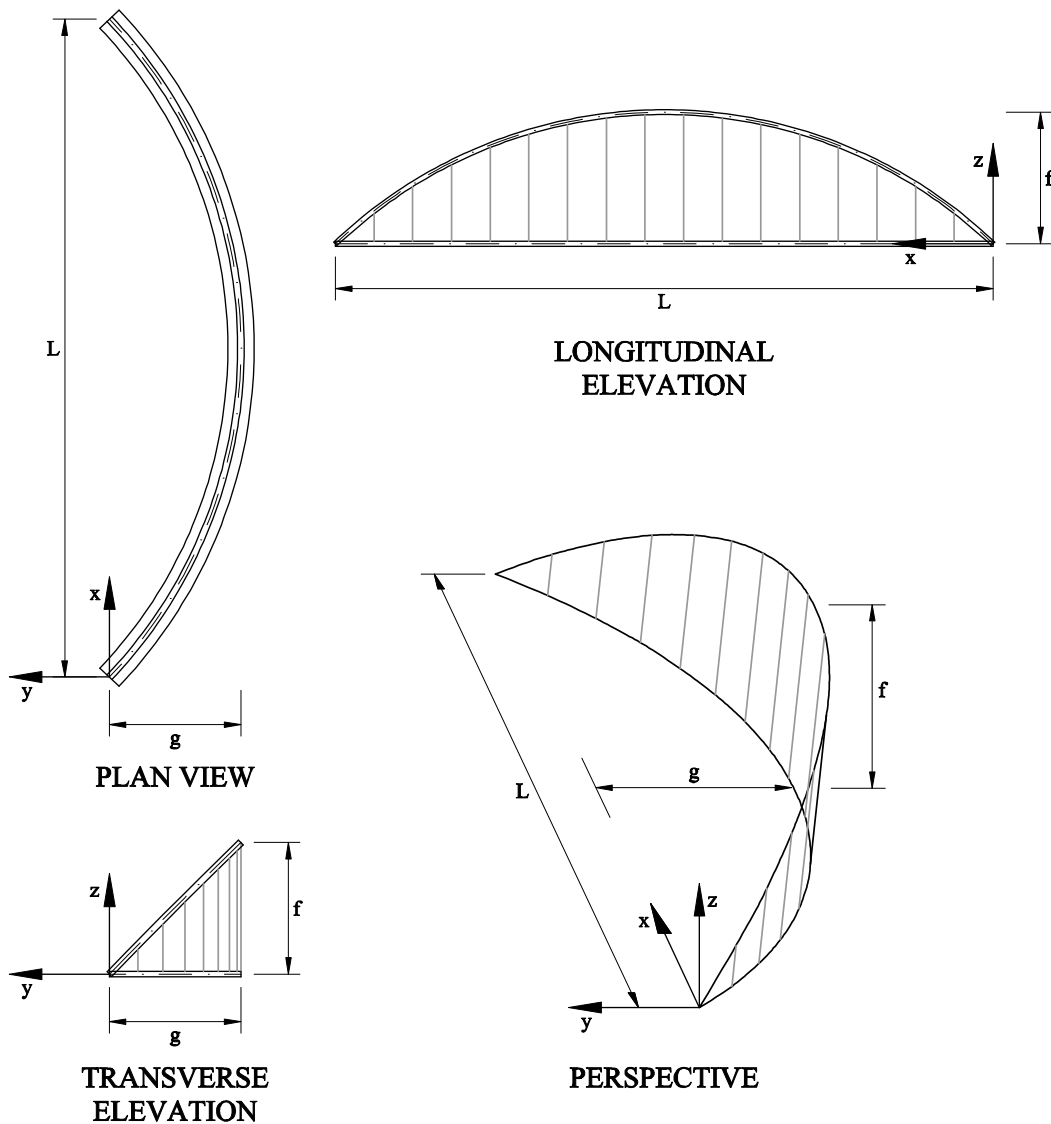 L
x
y
g
PLAN VIEW
z
f
x
L
LONGITUDINAL
ELEVATION
z
f
y
g
TRANSVERSE
ELEVATION
L
g
f
x
z
y
PERSPECTIVE